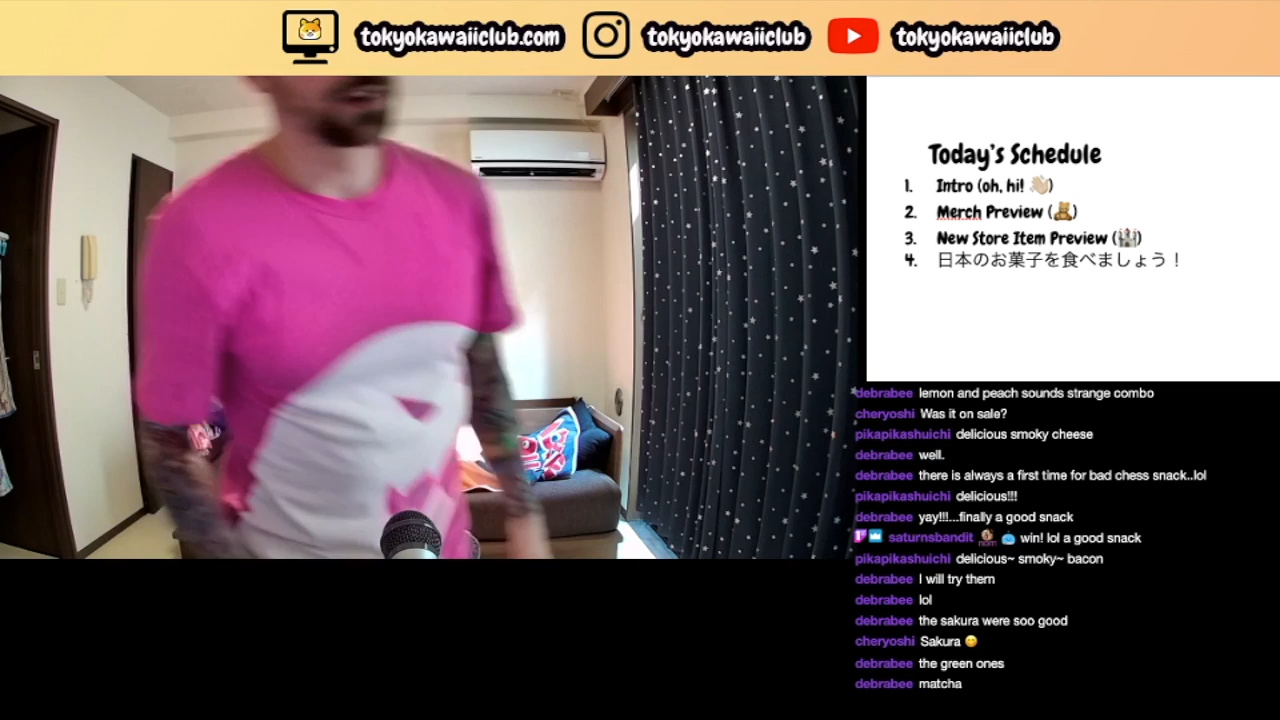 tokyokawaiiclub.com
tokyokawaiiclub
tokyokawaiiclub
Today's Schedule
1. Intro (oh, hi! 👋🏻)
2. Merch Preview (🧸)
3. New Store Item Preview (🏰)
4. 日本のお菓子を食べましょう！
debrabee lemon and peach sounds strange combo
cheryoshi Was it on sale?
pikapikashuichi delicious smoky cheese
debrabee well.
debrabee there is always a first time for bad chess snack..lol
pikapikashuichi delicious!!!
debrabee yay!!!...finally a good snack
saturnsbandit win! lol a good snack
pikapikashuichi delicious~ smoky~ bacon
debrabee I will try them
debrabee lol
debrabee the sakura were soo good
cheryoshi Sakura 😋
debrabee the green ones
debrabee matcha